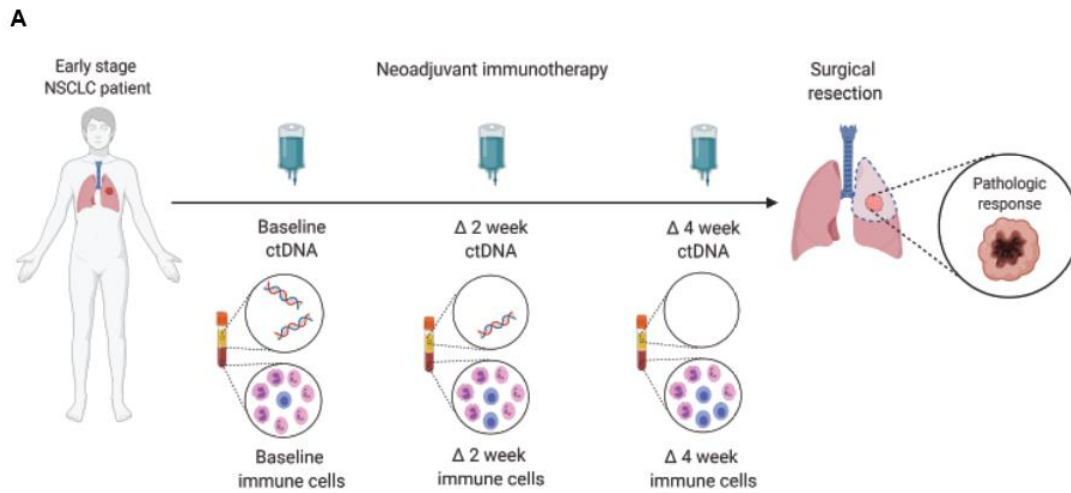 A
Early stage
NSCLC patient
Neoadjuvant immunotherapy
Surgical
resection
Pathologic
response
Baseline
ctDNA
Δ 2 week
ctDNA
Δ 4 week
ctDNA
Baseline
immune cells
Δ 2 week
immune cells
Δ 4 week
immune cells